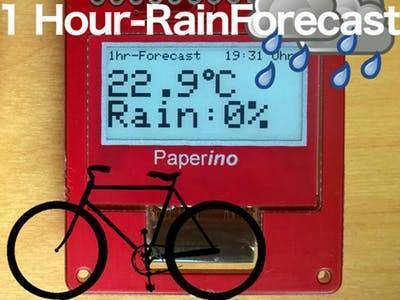 1 Hour-RainForecast
1hr-Forecast 19:31 Uhr
22.9°C
Rain:0%
Paperino